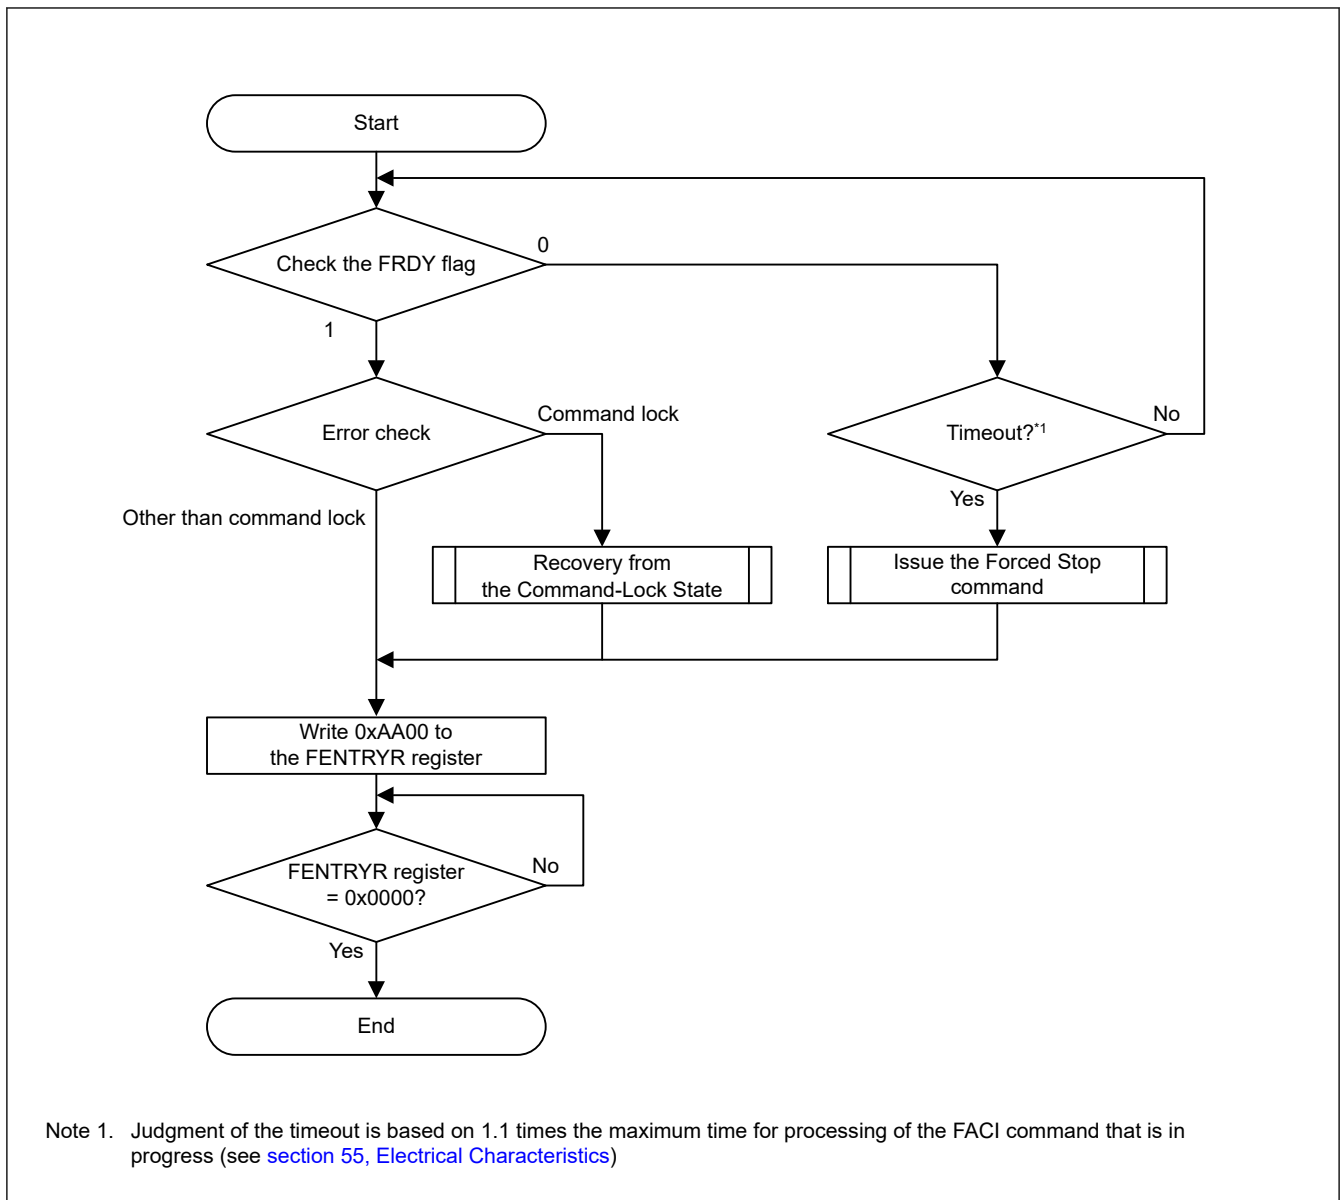 Start
Check the FRDY flag
0
1
Error check
Command lock
Timeout?*1
No
Other than command lock
Yes
Recovery from
the Command-Lock State
Issue the Forced Stop
command
Write 0xAA00 to
the FENTRYR register
FENTRYR register
= 0x0000?
No
Yes
End
Note 1. Judgment of the timeout is based on 1.1 times the maximum time for processing of the FACI command that is in
progress (see section 55, Electrical Characteristics)